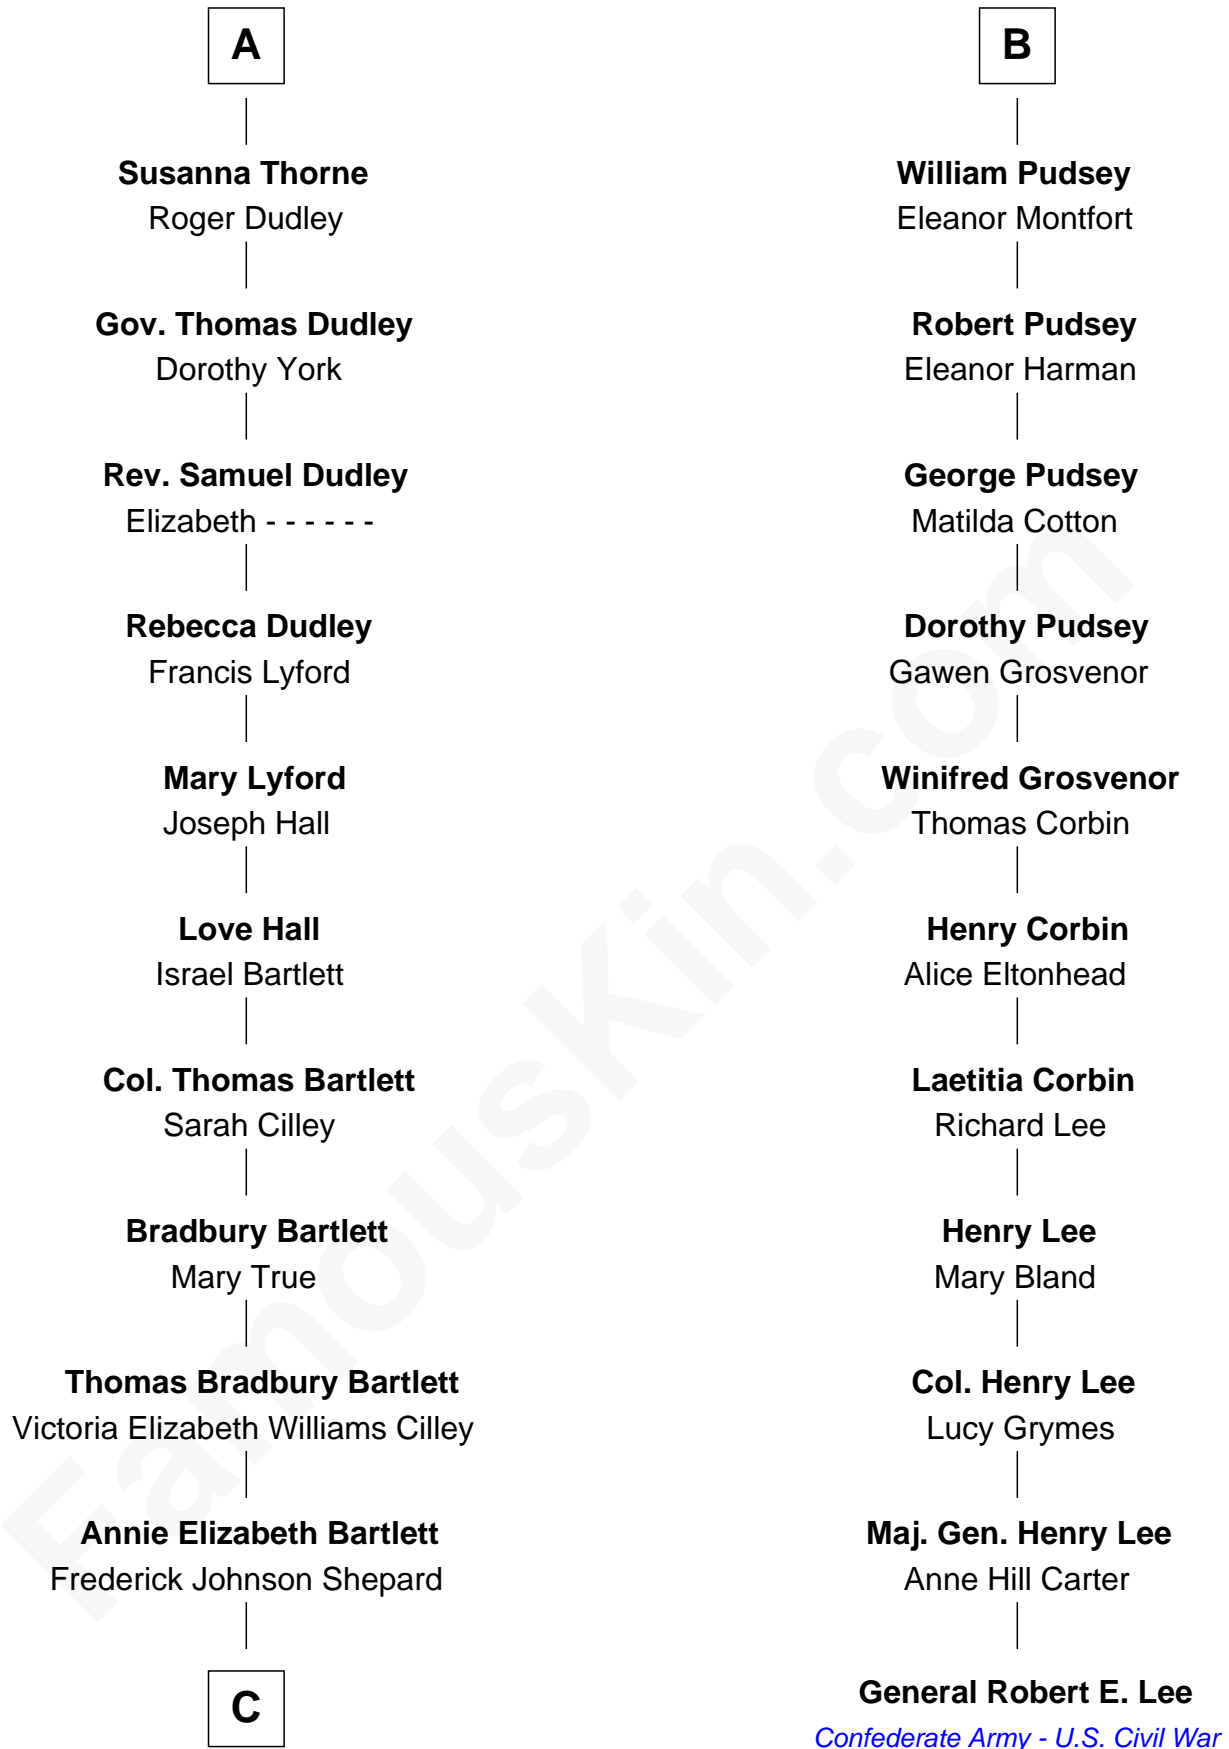 A
Susanna Thorne
Roger Dudley
Gov. Thomas Dudley
Dorothy York
Rev. Samuel Dudley
Elizabeth - - - - - -
Rebecca Dudley
Francis Lyford
Mary Lyford
Joseph Hall
Love Hall
Israel Bartlett
Col. Thomas Bartlett
Sarah Cilley
Bradbury Bartlett
Mary True
Thomas Bradbury Bartlett
Victoria Elizabeth Williams Cilley
Annie Elizabeth Bartlett
Frederick Johnson Shepard
C
B
William Pudsey
Eleanor Montfort
Robert Pudsey
Eleanor Harman
George Pudsey
Matilda Cotton
Dorothy Pudsey
Gawen Grosvenor
Winifred Grosvenor
Thomas Corbin
Henry Corbin
Alice Eltonhead
Laetitia Corbin
Richard Lee
Henry Lee
Mary Bland
Col. Henry Lee
Lucy Grymes
Maj. Gen. Henry Lee
Anne Hill Carter
General Robert E. Lee
Confederate Army - U.S. Civil War
FamousKin.com